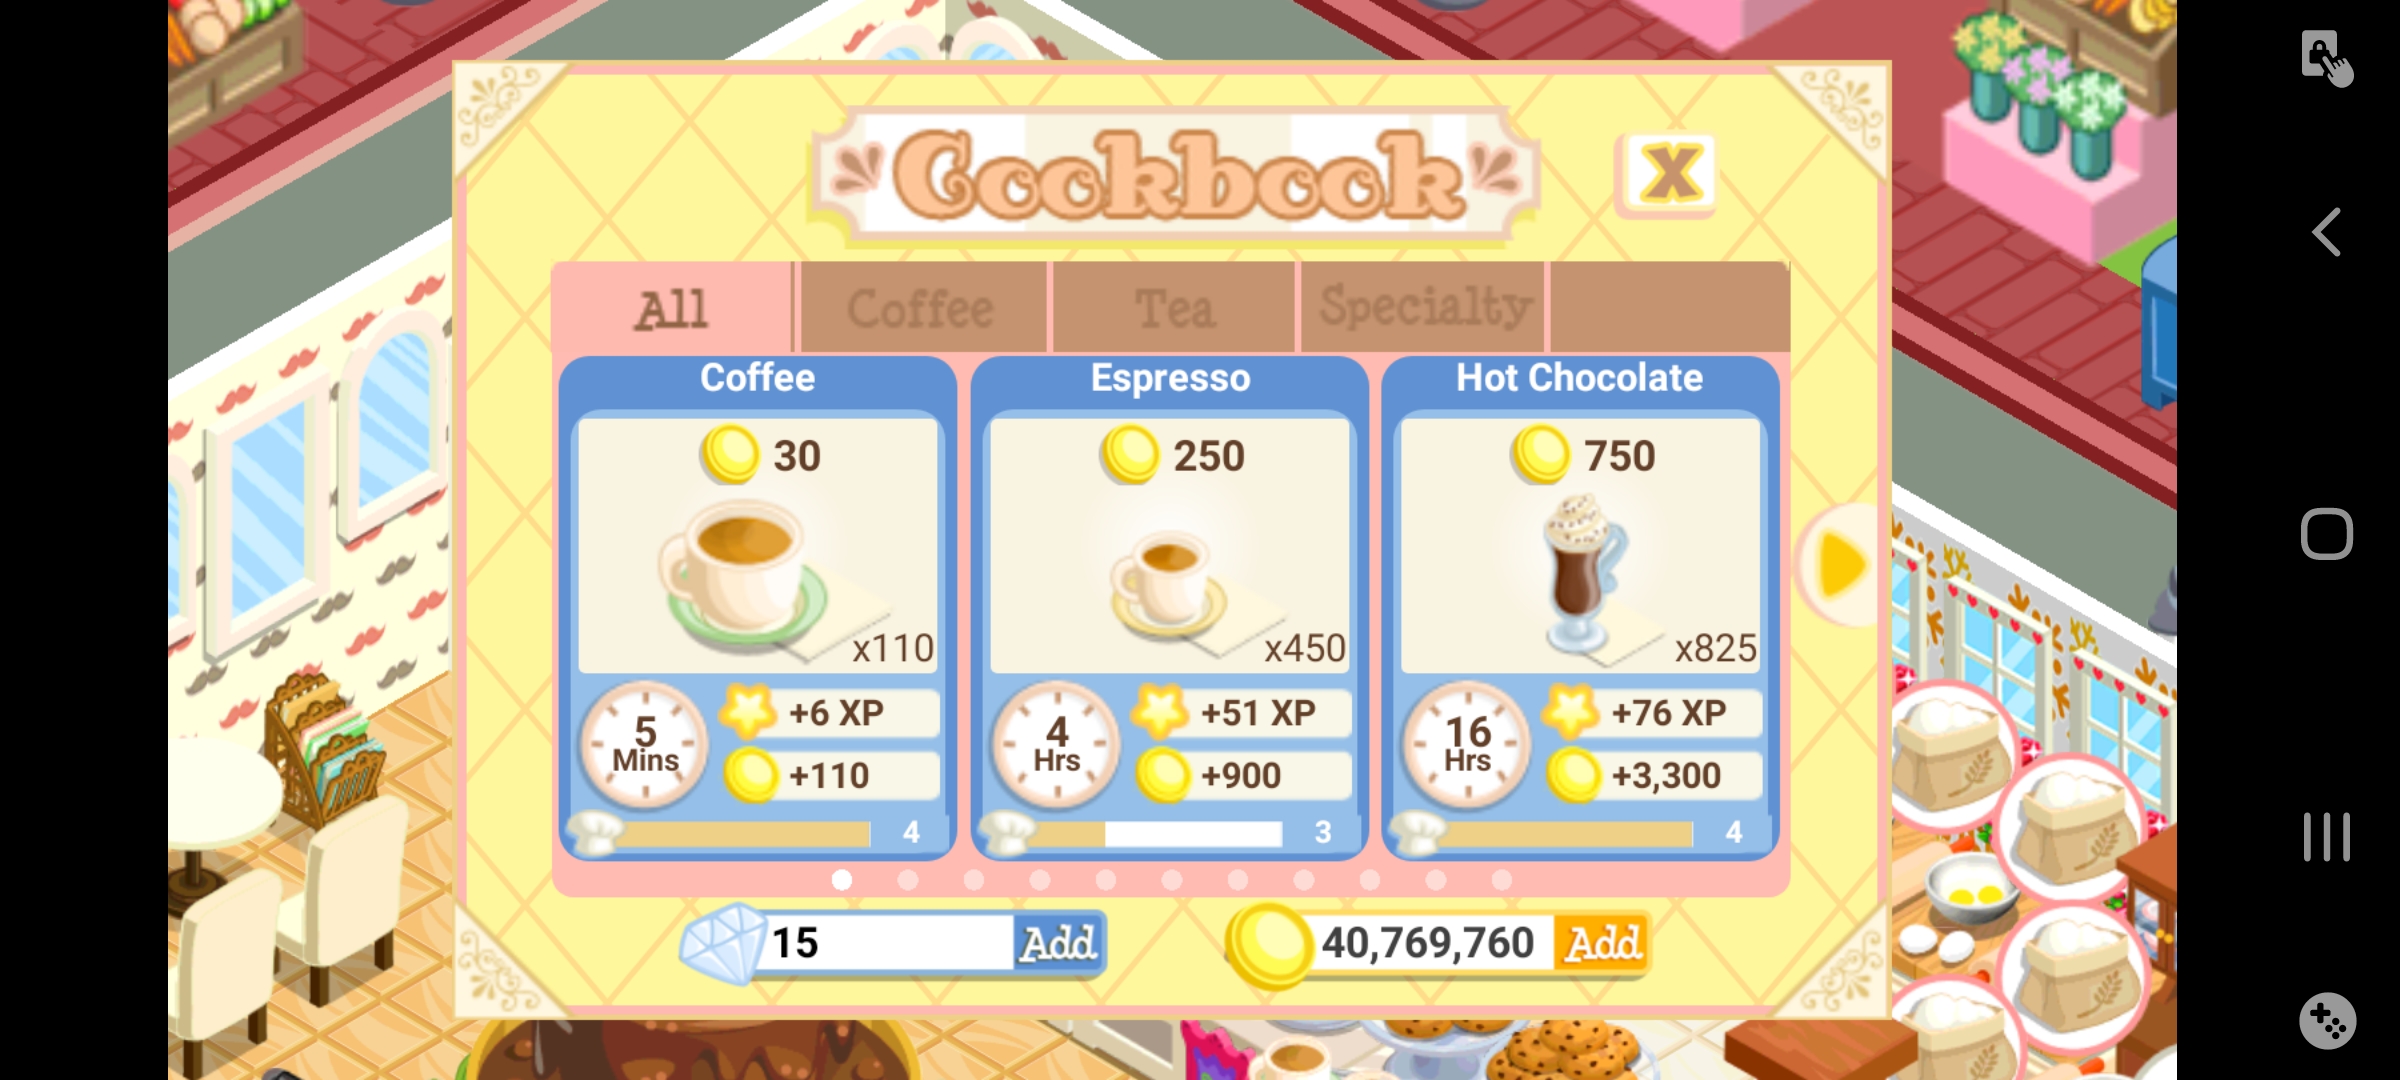 Cookbook
X
All Coffee Tea Specialty
Coffee
30
x110
5 Mins
+6 XP
+110
4
Espresso
250
x450
4 Hrs
+51 XP
+900
3
Hot Chocolate
750
x825
16 Hrs
+76 XP
+3,300
4
15 Add
40,769,760 Add